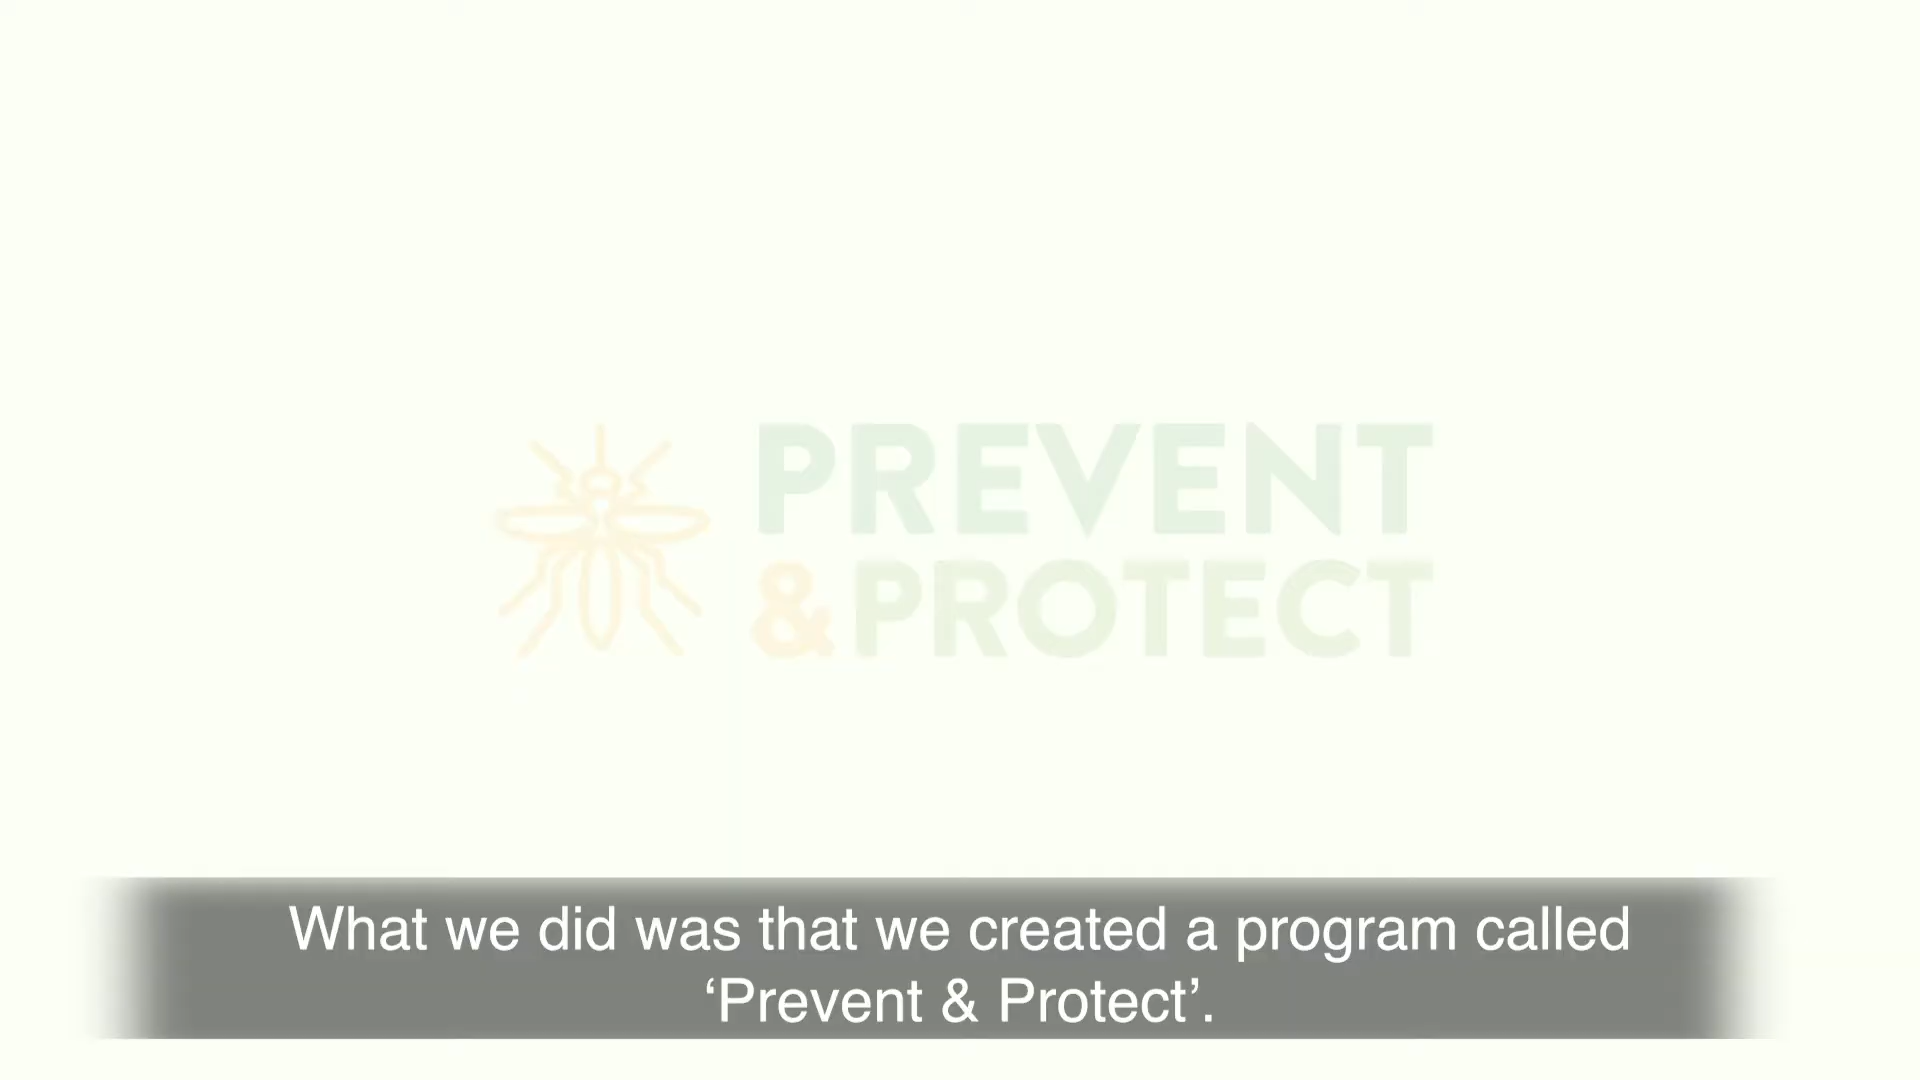 PREVENT
& PROTECT
What we did was that we created a program called
‘Prevent & Protect’.